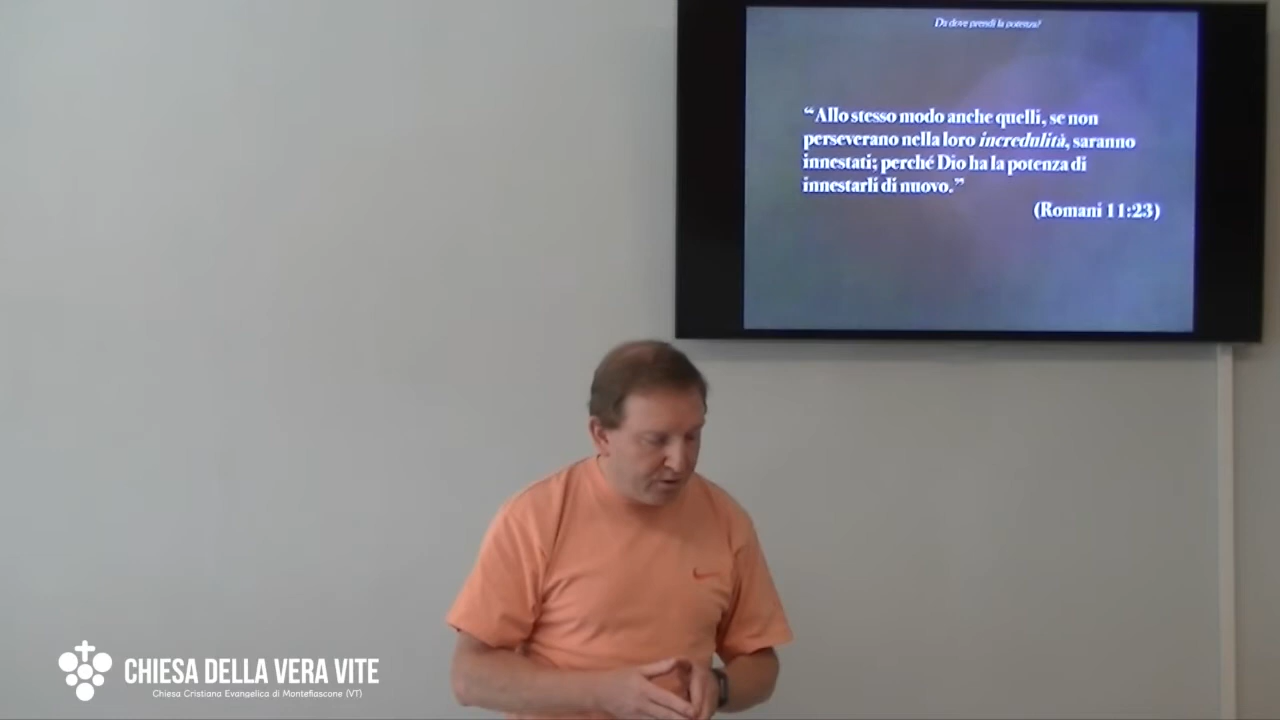 Da dove prendi la potenza?
“Allo stesso modo anche quelli, se non
perseverano nella loro incredulità, saranno
innestati; perché Dio ha la potenza di
innestarli di nuovo.”
(Romani 11:23)
CHIESA DELLA VERA VITE
Chiesa Cristiana Evangelica di Montefiascone (VT)